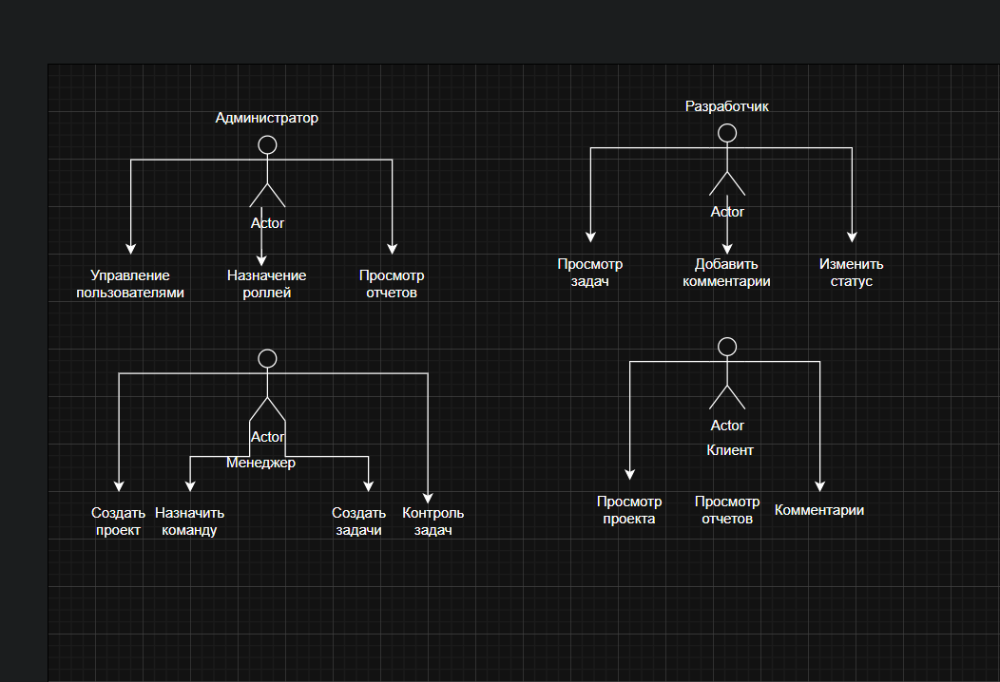 Администратор
Actor
Управление
пользователями
Назначение
роллей
Просмотр
отчетов
Разработчик
Actor
Просмотр
задач
Добавить
комментарии
Изменить
статус
Actor
Менеджер
Создать
проект
Назначить
команду
Создать
задачи
Контроль
задач
Actor
Клиент
Просмотр
проекта
Просмотр
отчетов
Комментарии